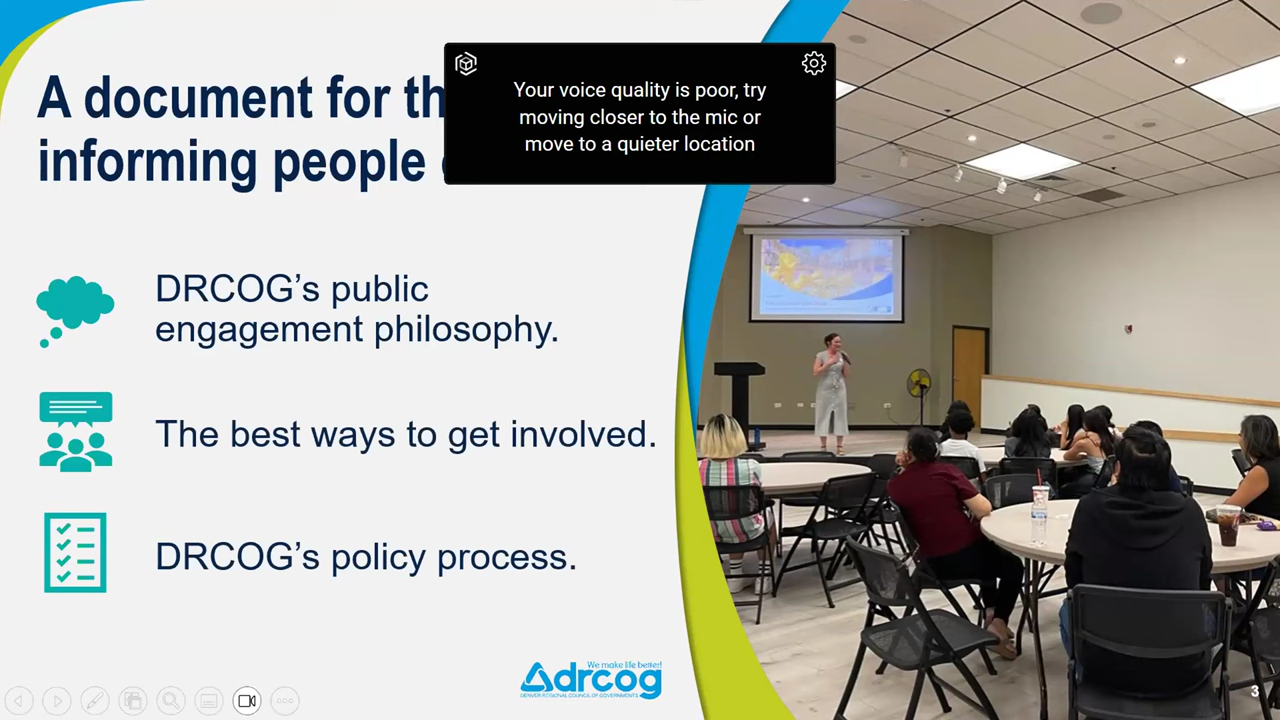 A document for th
informing people
Your voice quality is poor, try
moving closer to the mic or
move to a quieter location
DRCOG's public
engagement philosophy.
The best ways to get involved.
DRCOG's policy process.
We make life better!
drcog
DENVER REGIONAL COUNCIL OF GOVERNMENTS
3